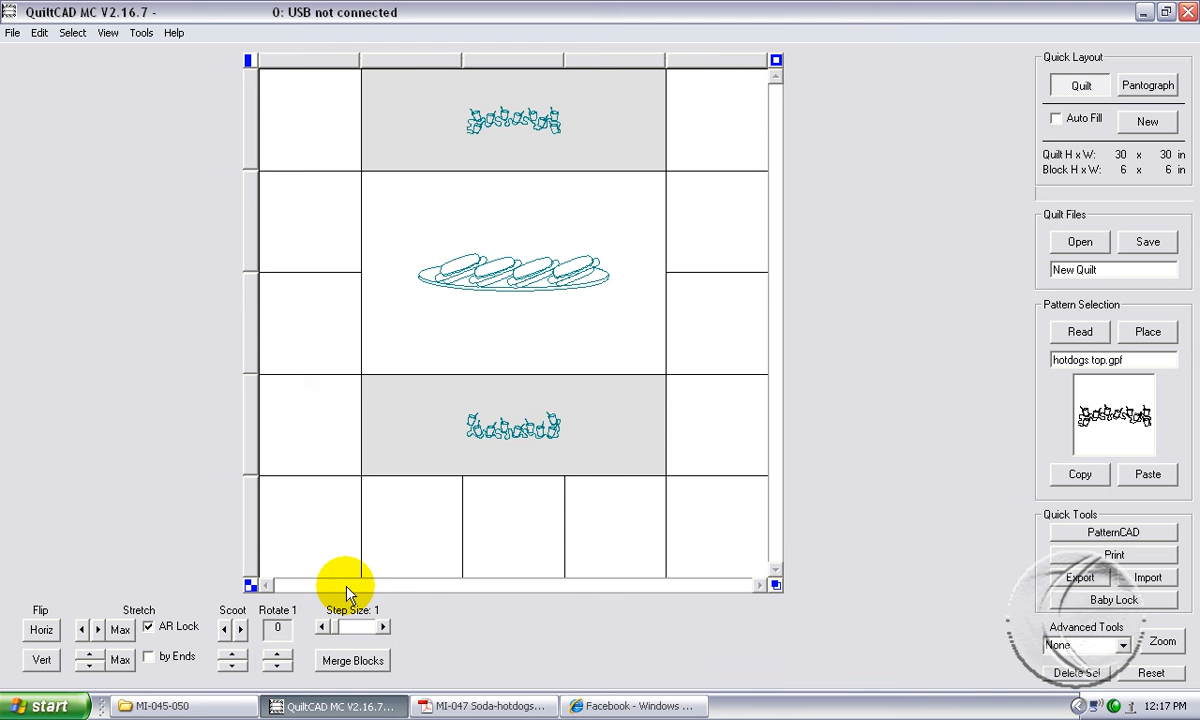 QuiltCAD MC V2.16.7 - 0: USB not connected
File Edit Select View Tools Help
Quick Layout
Quilt Pantograph
Auto Fill New
Quilt H x W: 30 x 30 in
Block H x W: 6 x 6 in
Quilt Files
Open Save
New Quilt
Pattern Selection
Read Place
hotdogs top.gpf
Copy Paste
Quick Tools
PatternCAD
Print
Export Import
Baby Lock
Advanced Tools
None Zoom
Delete Sel Reset
Flip Stretch Scoot Rotate 1 Step Size: 1
Horiz Max AR Lock 0
Vert Max by Ends Merge Blocks
start MI-045-050 QuiltCAD MC V2.16.7... MI-047 Soda-hotdogs... Facebook - Windows ... 12:17 PM